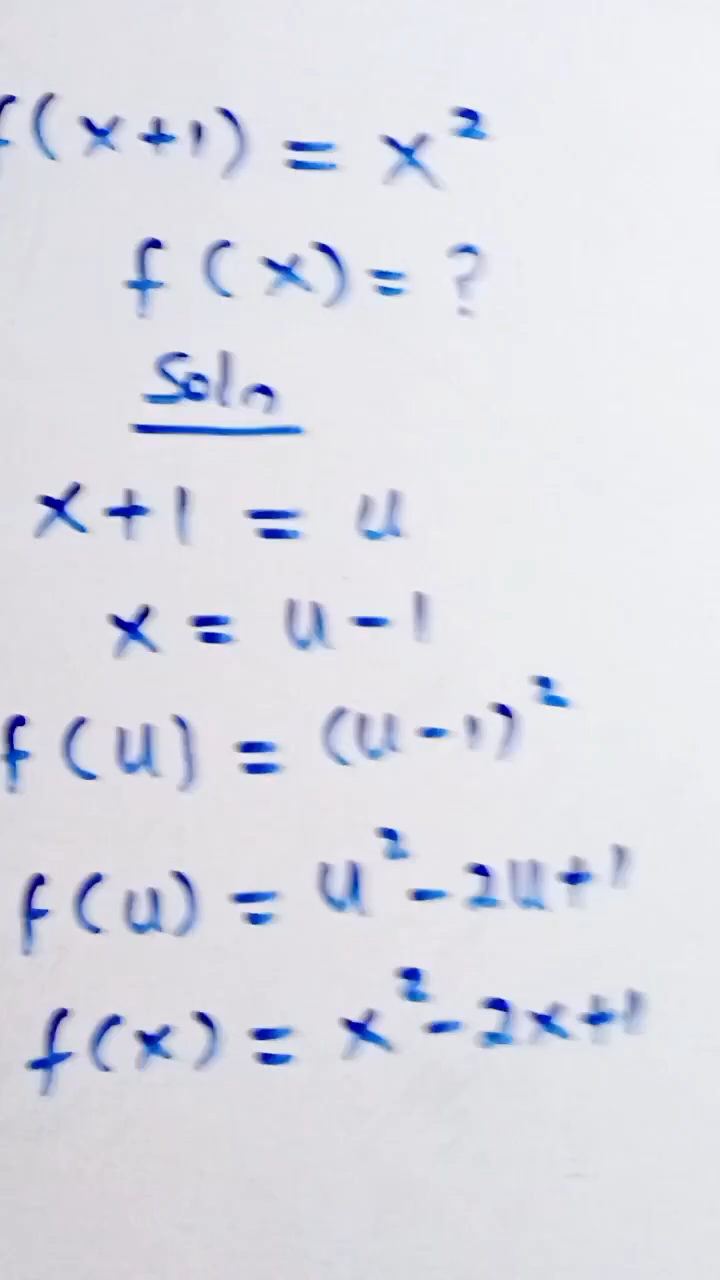 f(x+1) = x²
f(x) = ?
Soln
x+1 = u
x = u-1
f(u) = (u-1)²
f(u) = u²-2u+1
f(x) = x²-2x+1